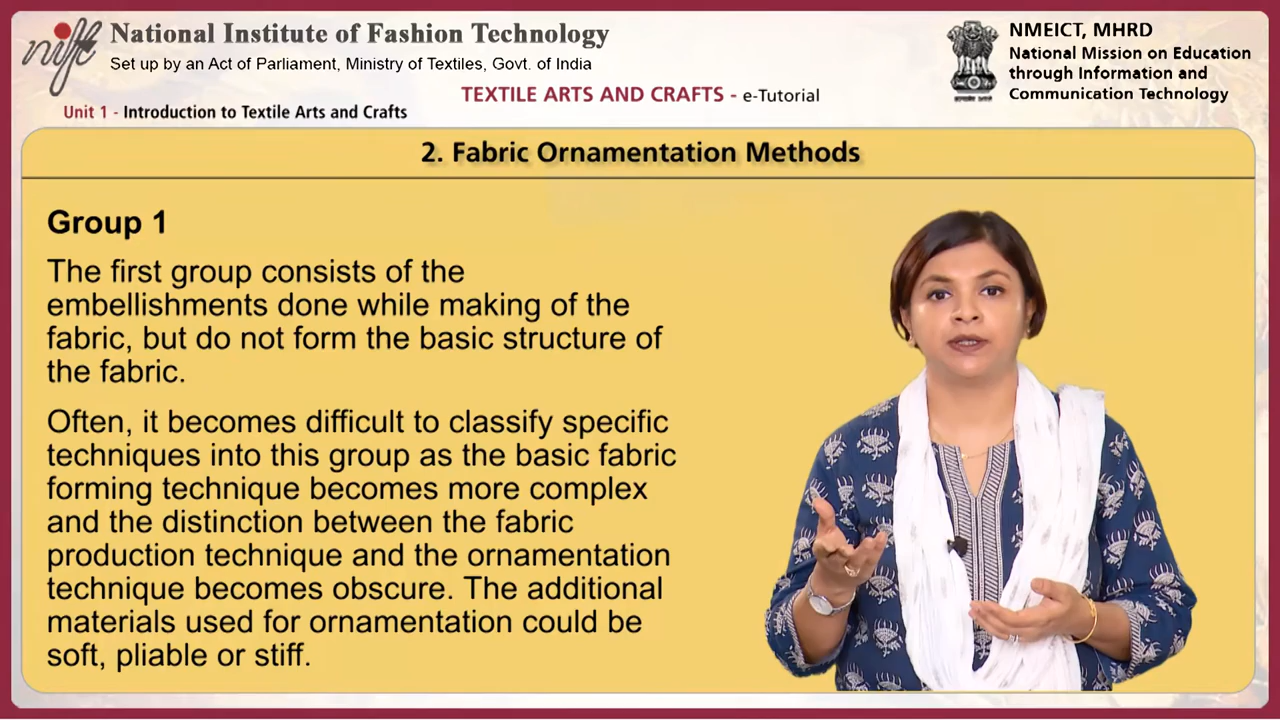 nift
National Institute of Fashion Technology
Set up by an Act of Parliament, Ministry of Textiles, Govt. of India
NMEICT, MHRD
National Mission on Education
through Information and
Communication Technology
TEXTILE ARTS AND CRAFTS - e-Tutorial
Unit 1 - Introduction to Textile Arts and Crafts
2. Fabric Ornamentation Methods
Group 1
The first group consists of the
embellishments done while making of the
fabric, but do not form the basic structure of
the fabric.
Often, it becomes difficult to classify specific
techniques into this group as the basic fabric
forming technique becomes more complex
and the distinction between the fabric
production technique and the ornamentation
technique becomes obscure. The additional
materials used for ornamentation could be
soft, pliable or stiff.